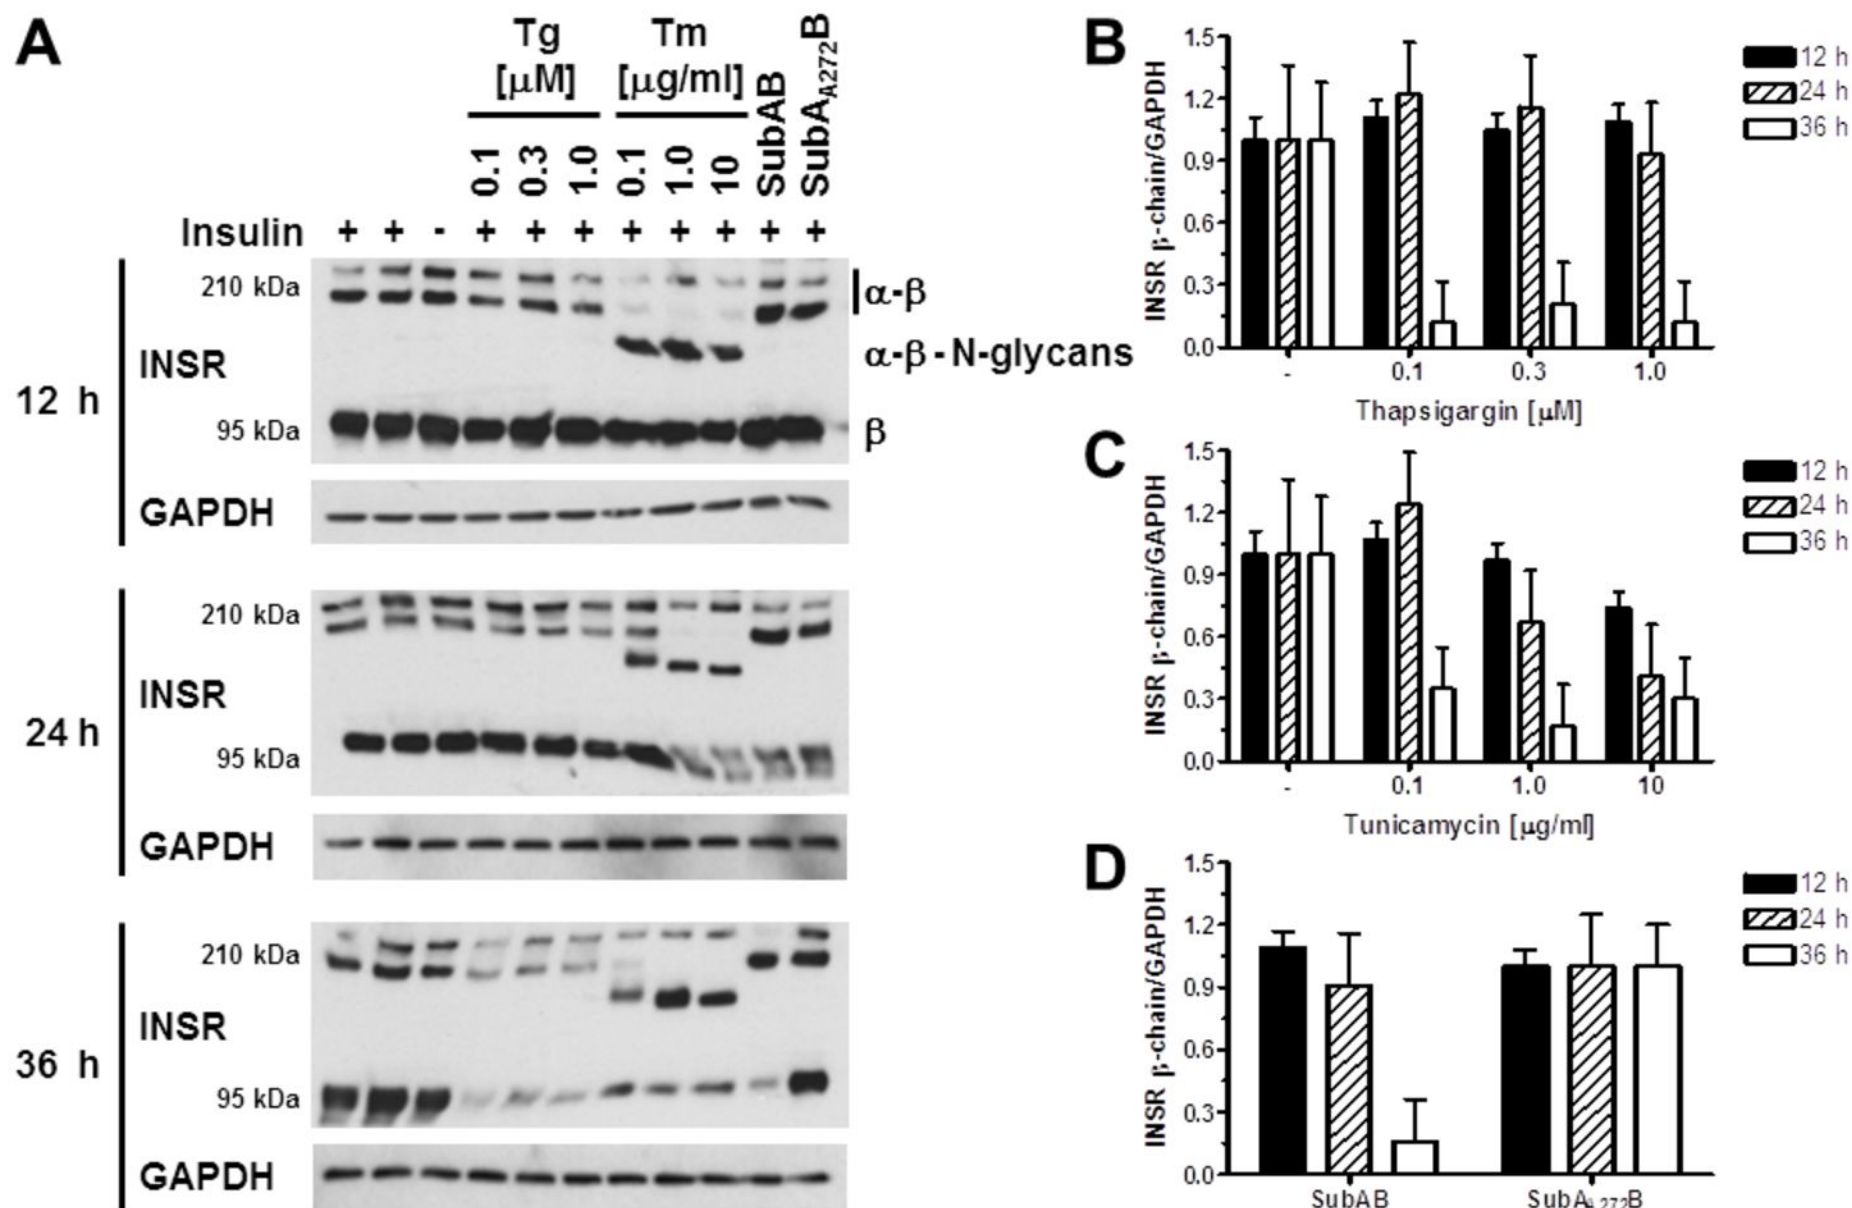 A
Tg
[μM]
Tm
[μg/ml]
SubAB
SubA_A272B
0.1 0.3 1.0 0.1 1.0 10
Insulin + + - + + + + + + + +
12 h
210 kDa
INSR
95 kDa
GAPDH
α-β
α-β - N-glycans
β
24 h
210 kDa
INSR
95 kDa
GAPDH
36 h
210 kDa
INSR
95 kDa
GAPDH
B
INSR β-chain/GAPDH
1.5
1.2
0.9
0.6
0.3
0.0
- 0.1 0.3 1.0
Thapsigargin [μM]
12 h
24 h
36 h
C
INSR β-chain/GAPDH
1.5
1.2
0.9
0.6
0.3
0.0
- 0.1 1.0 10
Tunicamycin [μg/ml]
12 h
24 h
36 h
D
INSR β-chain/GAPDH
1.5
1.2
0.9
0.6
0.3
0.0
SubAB SubA_A272B
12 h
24 h
36 h